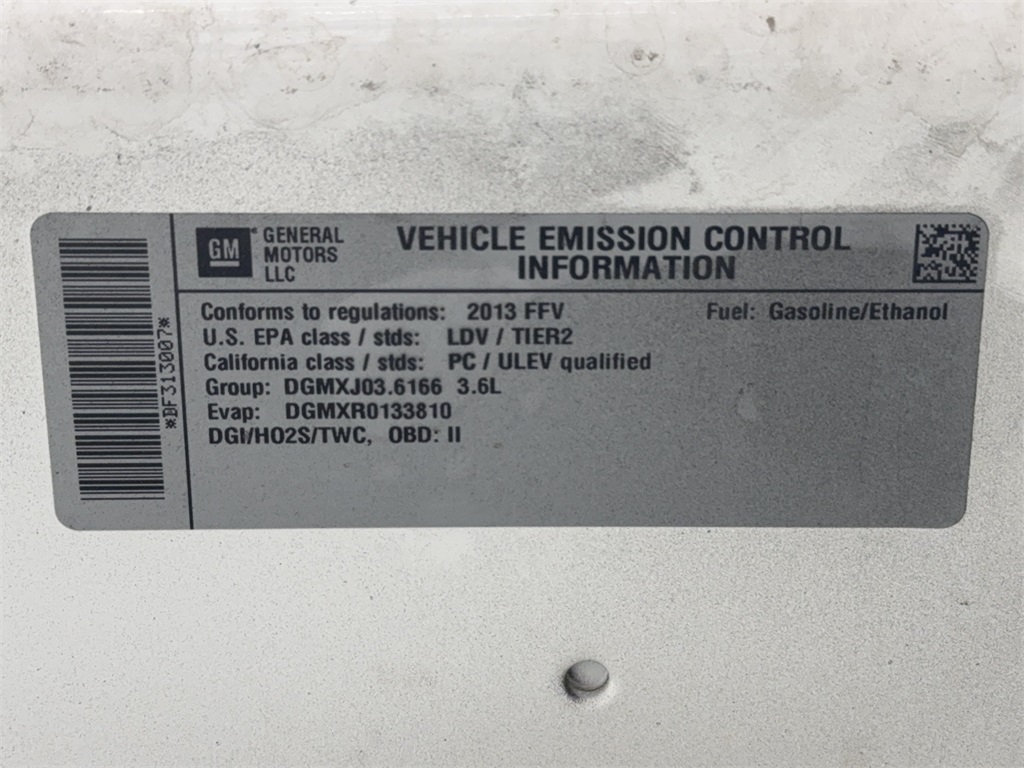 *DF313007*
GM
GENERAL
MOTORS
LLC
VEHICLE EMISSION CONTROL
INFORMATION
Conforms to regulations: 2013 FFV Fuel: Gasoline/Ethanol
U.S. EPA class / stds: LDV / TIER2
California class / stds: PC / ULEV qualified
Group: DGMXJ03.6166 3.6L
Evap: DGMXR0133810
DGI/HO2S/TWC, OBD: II